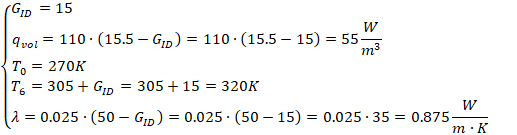 G_ID = 15
q_vol = 110 · (15.5 − G_ID) = 110 · (15.5 − 15) = 55 W/m³
T_0 = 270K
T_6 = 305 + G_ID = 305 + 15 = 320K
λ = 0.025 · (50 − G_ID) = 0.025 · (50 − 15) = 0.025 · 35 = 0.875 W/(m · K)